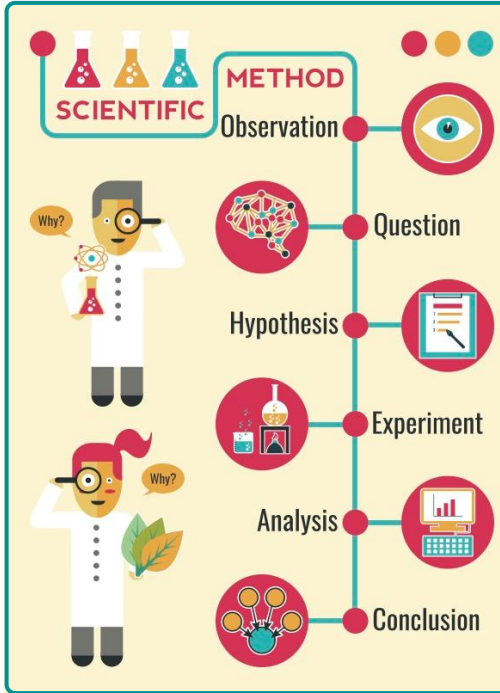 SCIENTIFIC METHOD
Observation
Why?
Question
Hypothesis
Experiment
Why?
Analysis
Conclusion